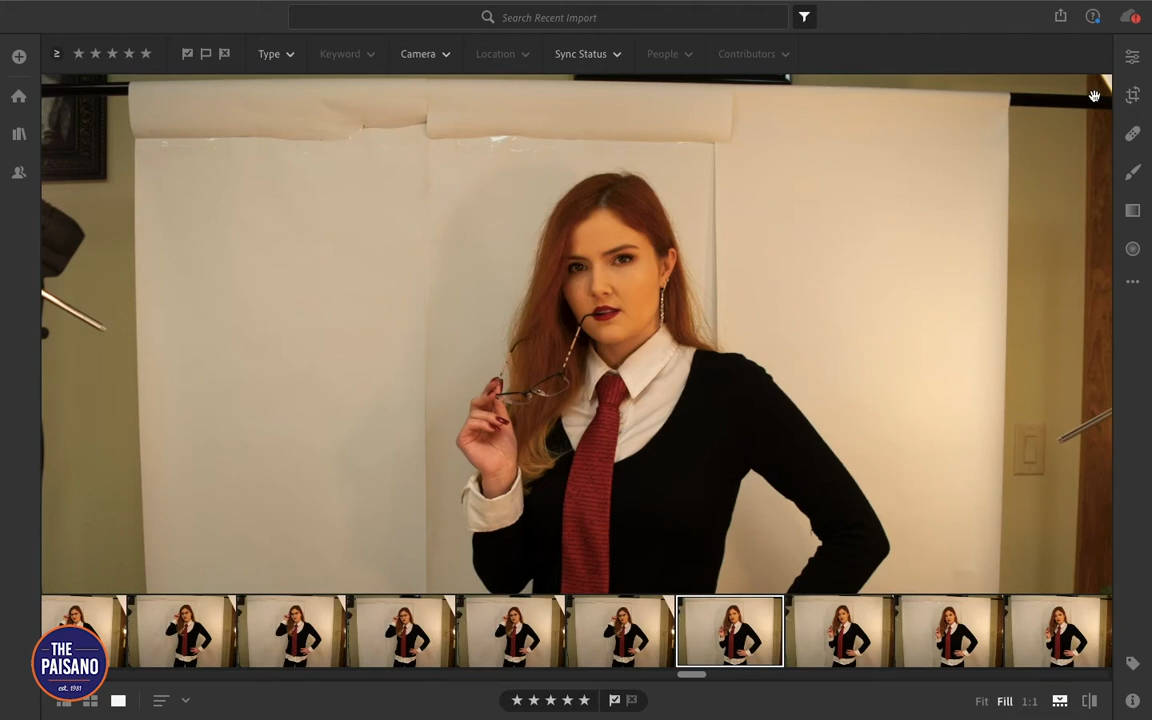 Search Recent Import
Type
Keyword
Camera
Location
Sync Status
People
Contributors
THE
PAISANO
est. 1981
Fit
Fill
1:1